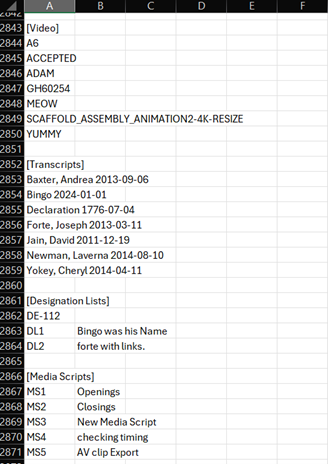 A B C D E F
2842
2843 [Video]
2844 A6
2845 ACCEPTED
2846 ADAM
2847 GH60254
2848 MEOW
2849 SCAFFOLD_ASSEMBLY_ANIMATION2-4K-RESIZE
2850 YUMMY
2851
2852 [Transcripts]
2853 Baxter, Andrea 2013-09-06
2854 Bingo 2024-01-01
2855 Declaration 1776-07-04
2856 Forte, Joseph 2013-03-11
2857 Jain, David 2011-12-19
2858 Newman, Laverna 2014-08-10
2859 Yokey, Cheryl 2014-04-11
2860
2861 [Designation Lists]
2862 DE-112
2863 DL1 Bingo was his Name
2864 DL2 forte with links.
2865
2866 [Media Scripts]
2867 MS1 Openings
2868 MS2 Closings
2869 MS3 New Media Script
2870 MS4 checking timing
2871 MS5 AV clip Export